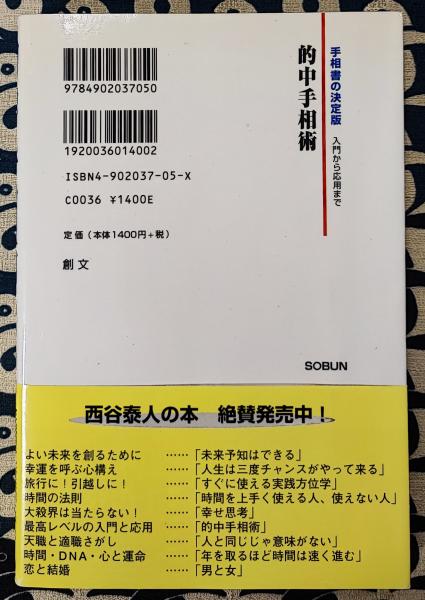 手相書の決定版
入門から応用まで
的中手相術
9784902037050
1920036014002
ISBN4-902037-05-X
C0036 ¥1400E
定価（本体1400円+税）
創文
SOBUN
西谷泰人の本　絶賛発売中！
よい未来を創るために ……「未来予知はできる」
幸運を呼ぶ心構え ……「人生は三度チャンスがやって来る」
旅行に！引越しに！ ……「すぐに使える実践方位学」
時間の法則 ……「時間を上手く使える人、使えない人」
大殺界は当たらない！ ……「幸せ思考」
最高レベルの入門と応用 ……「的中手相術」
天職と適職さがし ……「人と同じじゃ意味がない」
時間・DNA・心と運命 ……「年を取るほど時間は速く進む」
恋と結婚 ……「男と女」